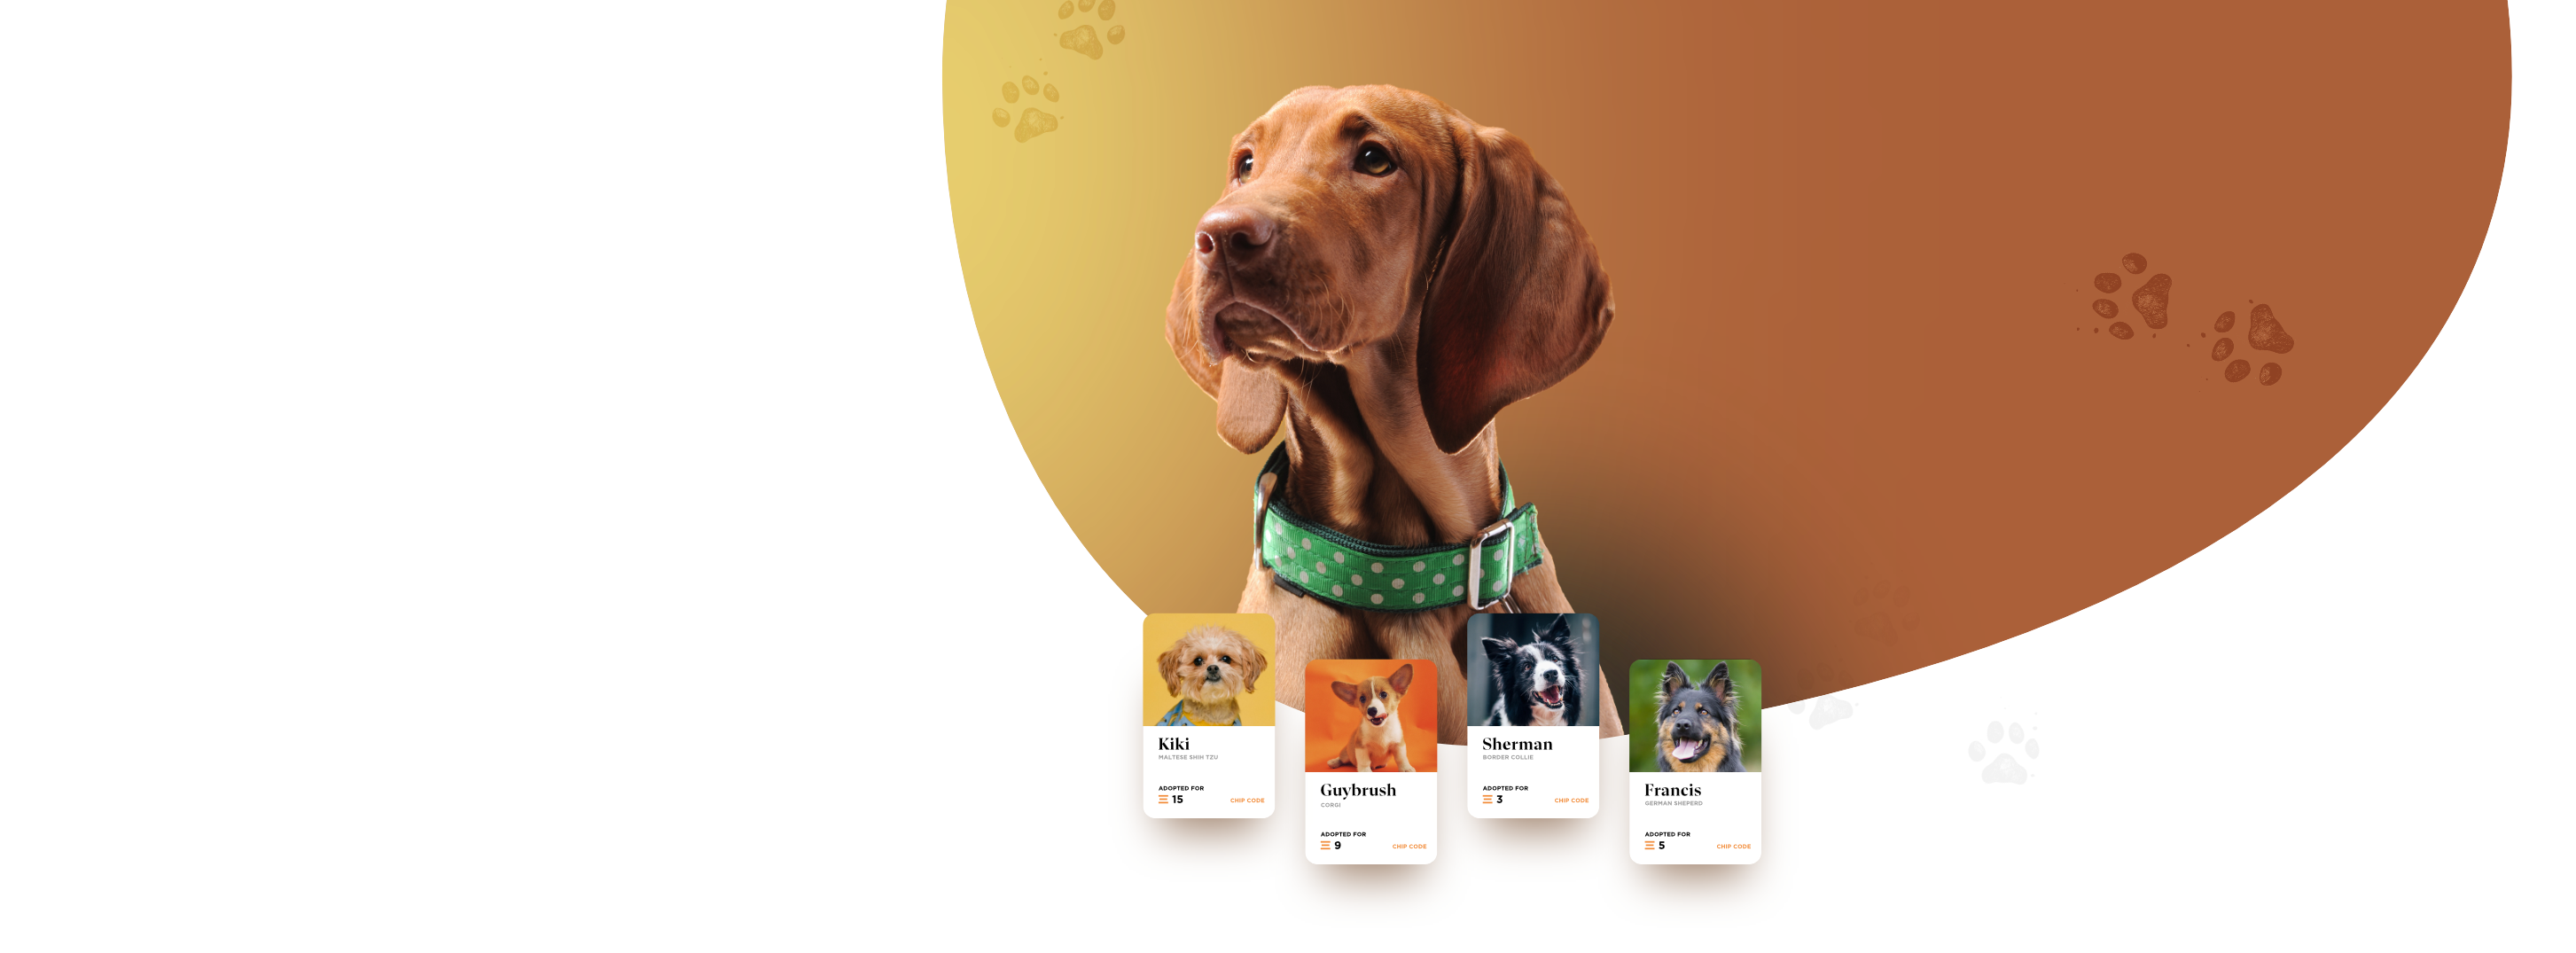 Kiki
MALTESE SHIH TZU
ADOPTED FOR
15
CHIP CODE
Guybrush
CORGI
ADOPTED FOR
9
CHIP CODE
Sherman
BORDER COLLIE
ADOPTED FOR
3
CHIP CODE
Francis
GERMAN SHEPERD
ADOPTED FOR
5
CHIP CODE